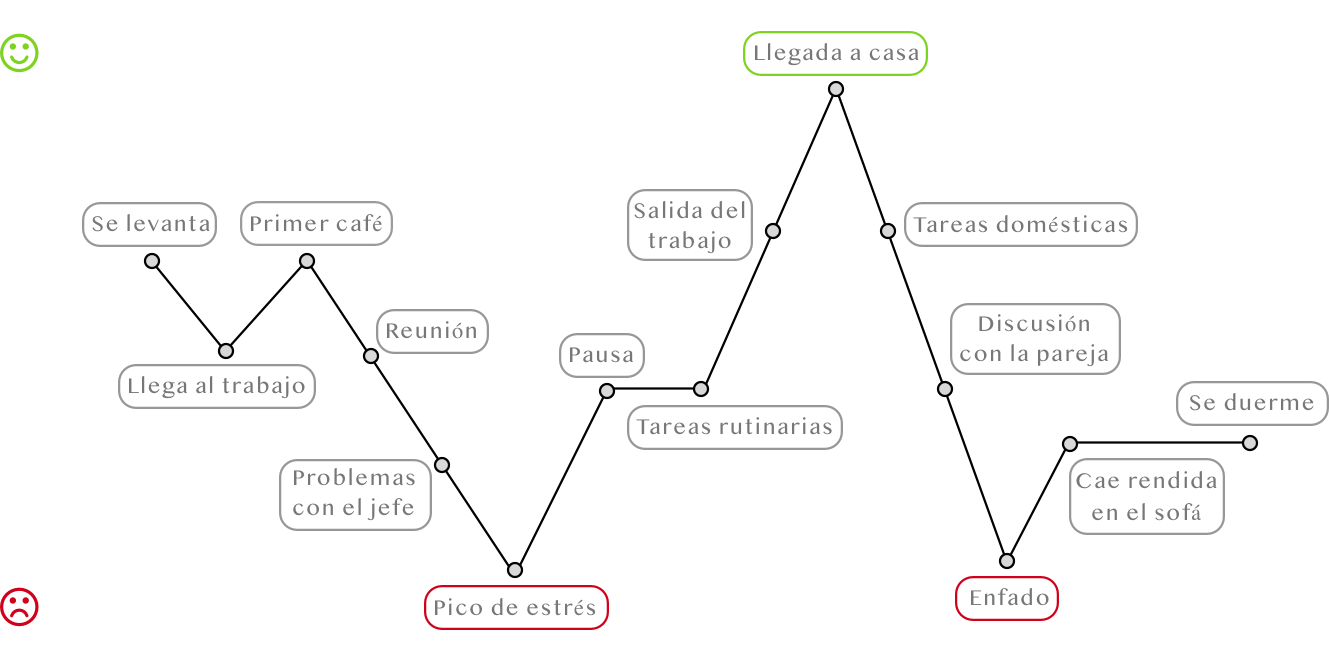 Se levanta
Llega al trabajo
Primer café
Reunión
Problemas
con el jefe
Pico de estrés
Pausa
Tareas rutinarias
Salida del
trabajo
Llegada a casa
Tareas domésticas
Discusión
con la pareja
Enfado
Cae rendida
en el sofá
Se duerme